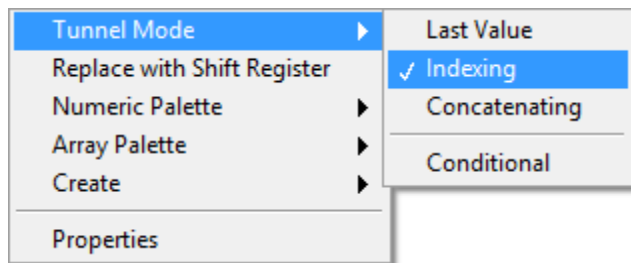 Tunnel Mode
Replace with Shift Register
Numeric Palette
Array Palette
Create
Properties
Last Value
Indexing
Concatenating
Conditional